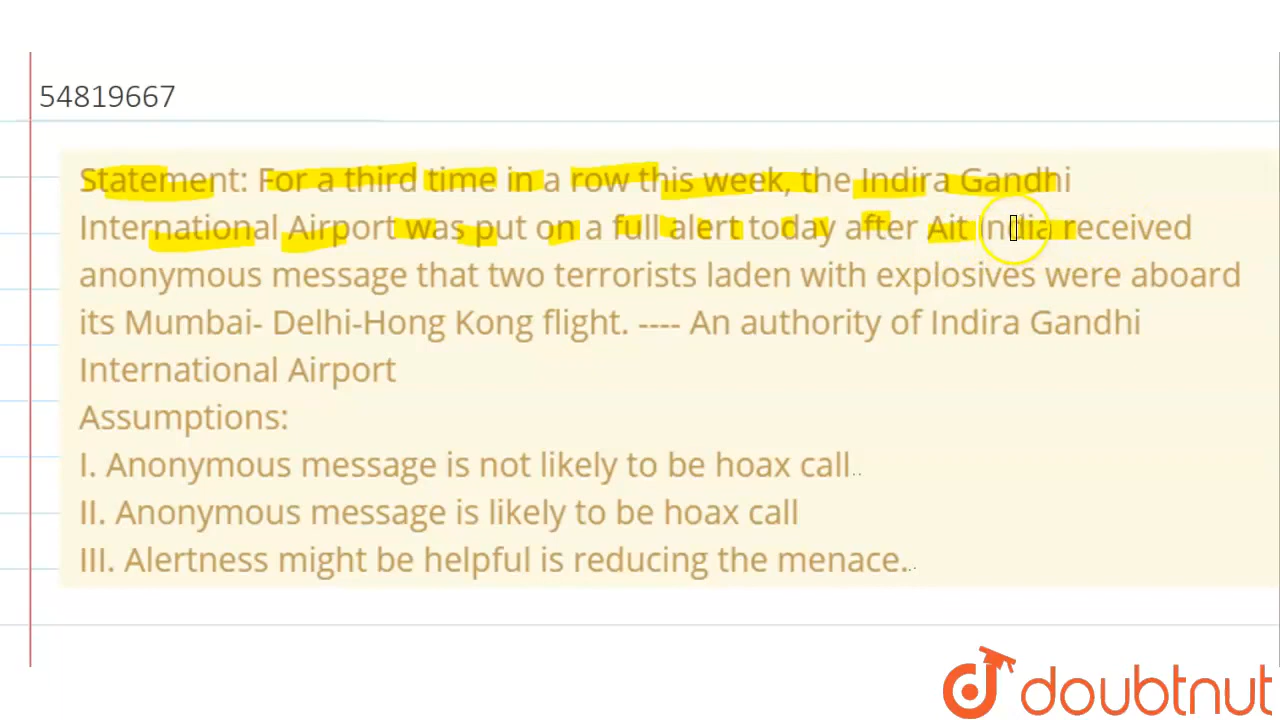 54819667
Statement: For a third time in a row this week, the Indira Gandhi
International Airport was put on a full alert today after Ait India received
anonymous message that two terrorists laden with explosives were aboard
its Mumbai- Delhi-Hong Kong flight. ---- An authority of Indira Gandhi
International Airport
Assumptions:
I. Anonymous message is not likely to be hoax call..
II. Anonymous message is likely to be hoax call
III. Alertness might be helpful is reducing the menace...
doubtnut